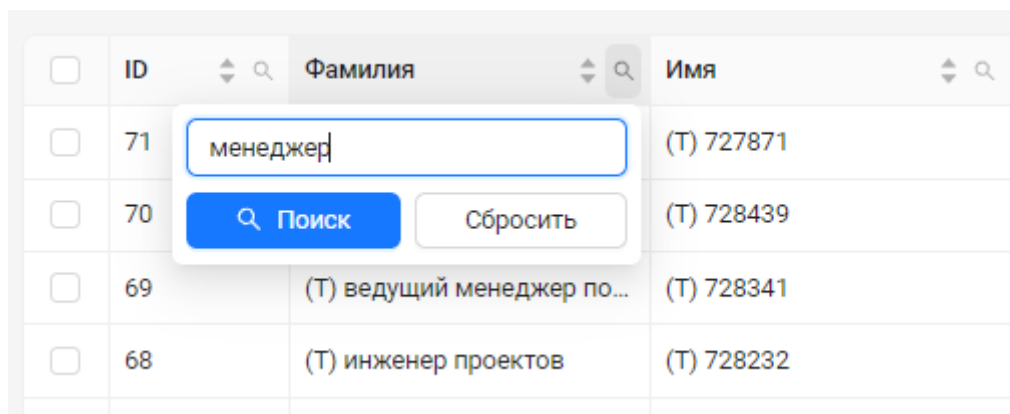 ID Фамилия Имя
71 (Т) 727871
менеджер
70 (Т) 728439
Поиск Сбросить
69 (Т) ведущий менеджер по... (Т) 728341
68 (Т) инженер проектов (Т) 728232